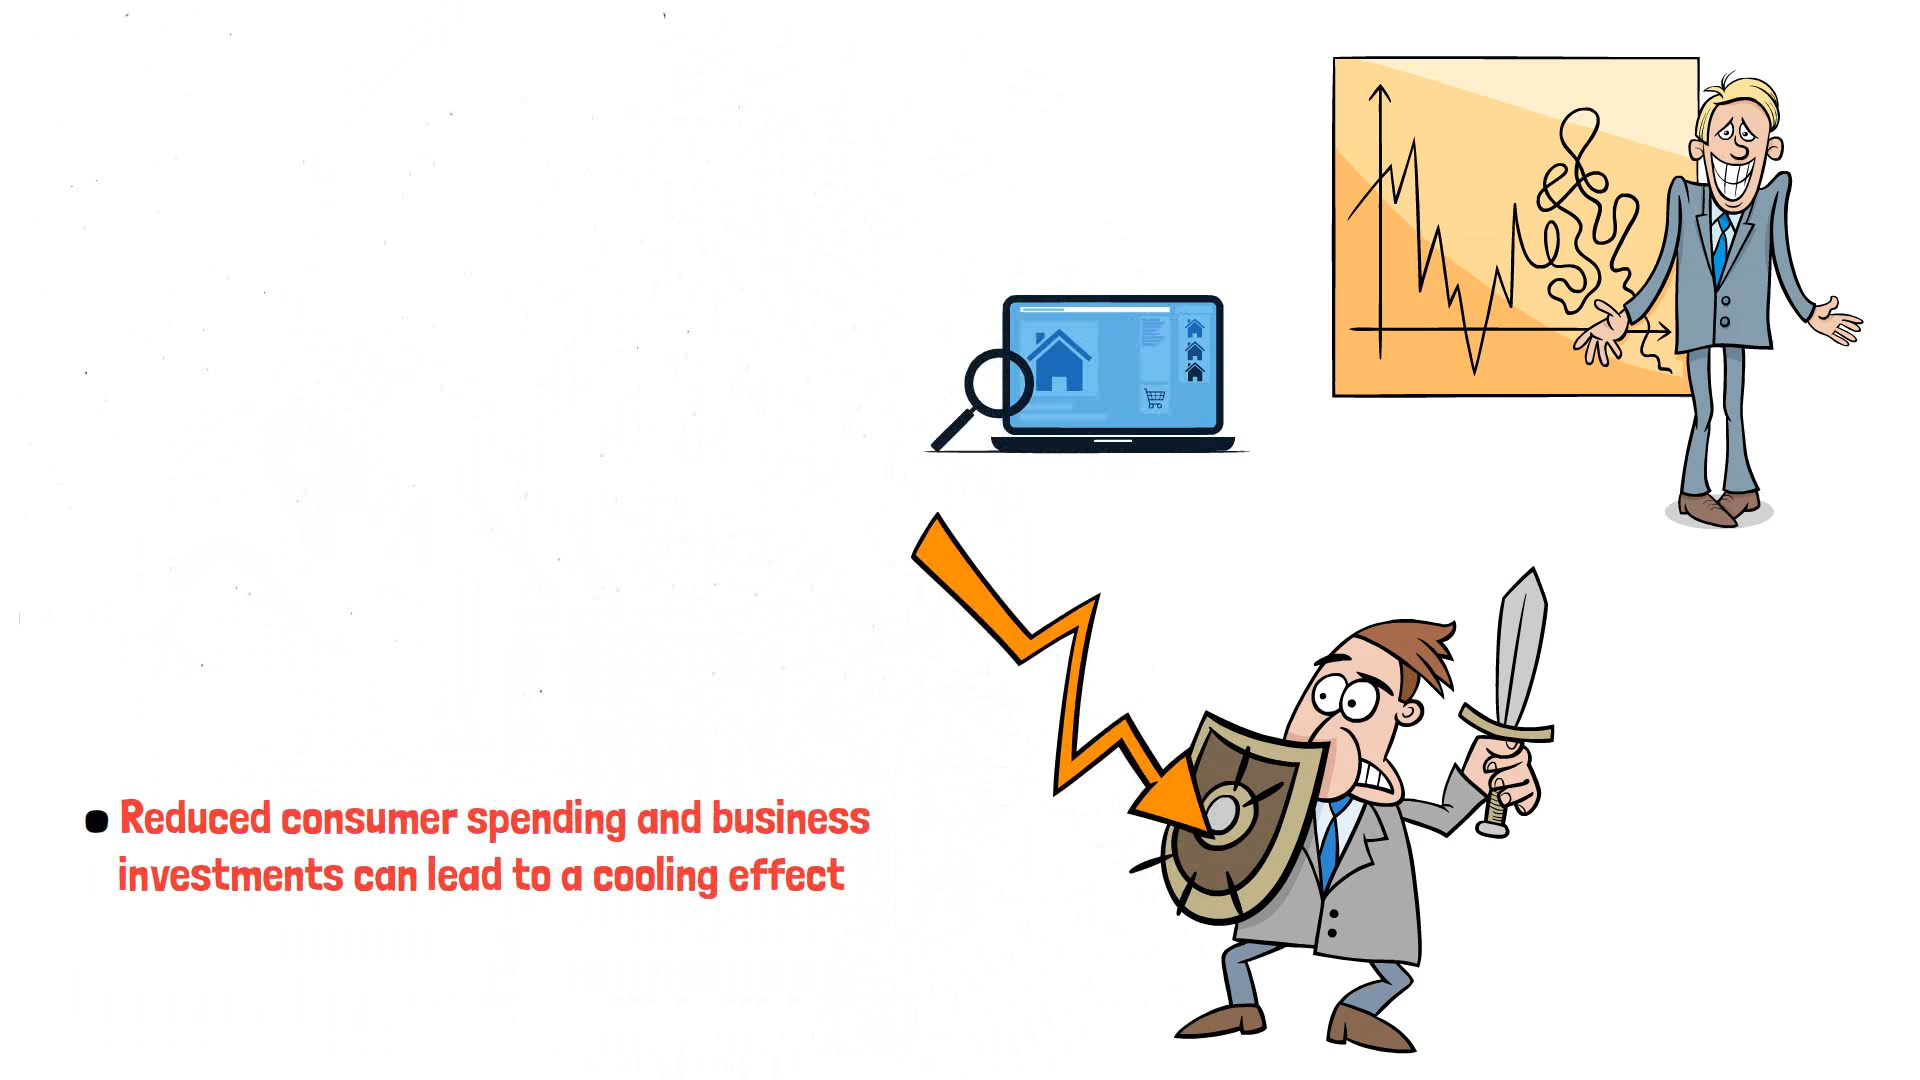 Reduced consumer spending and business
investments can lead to a cooling effect